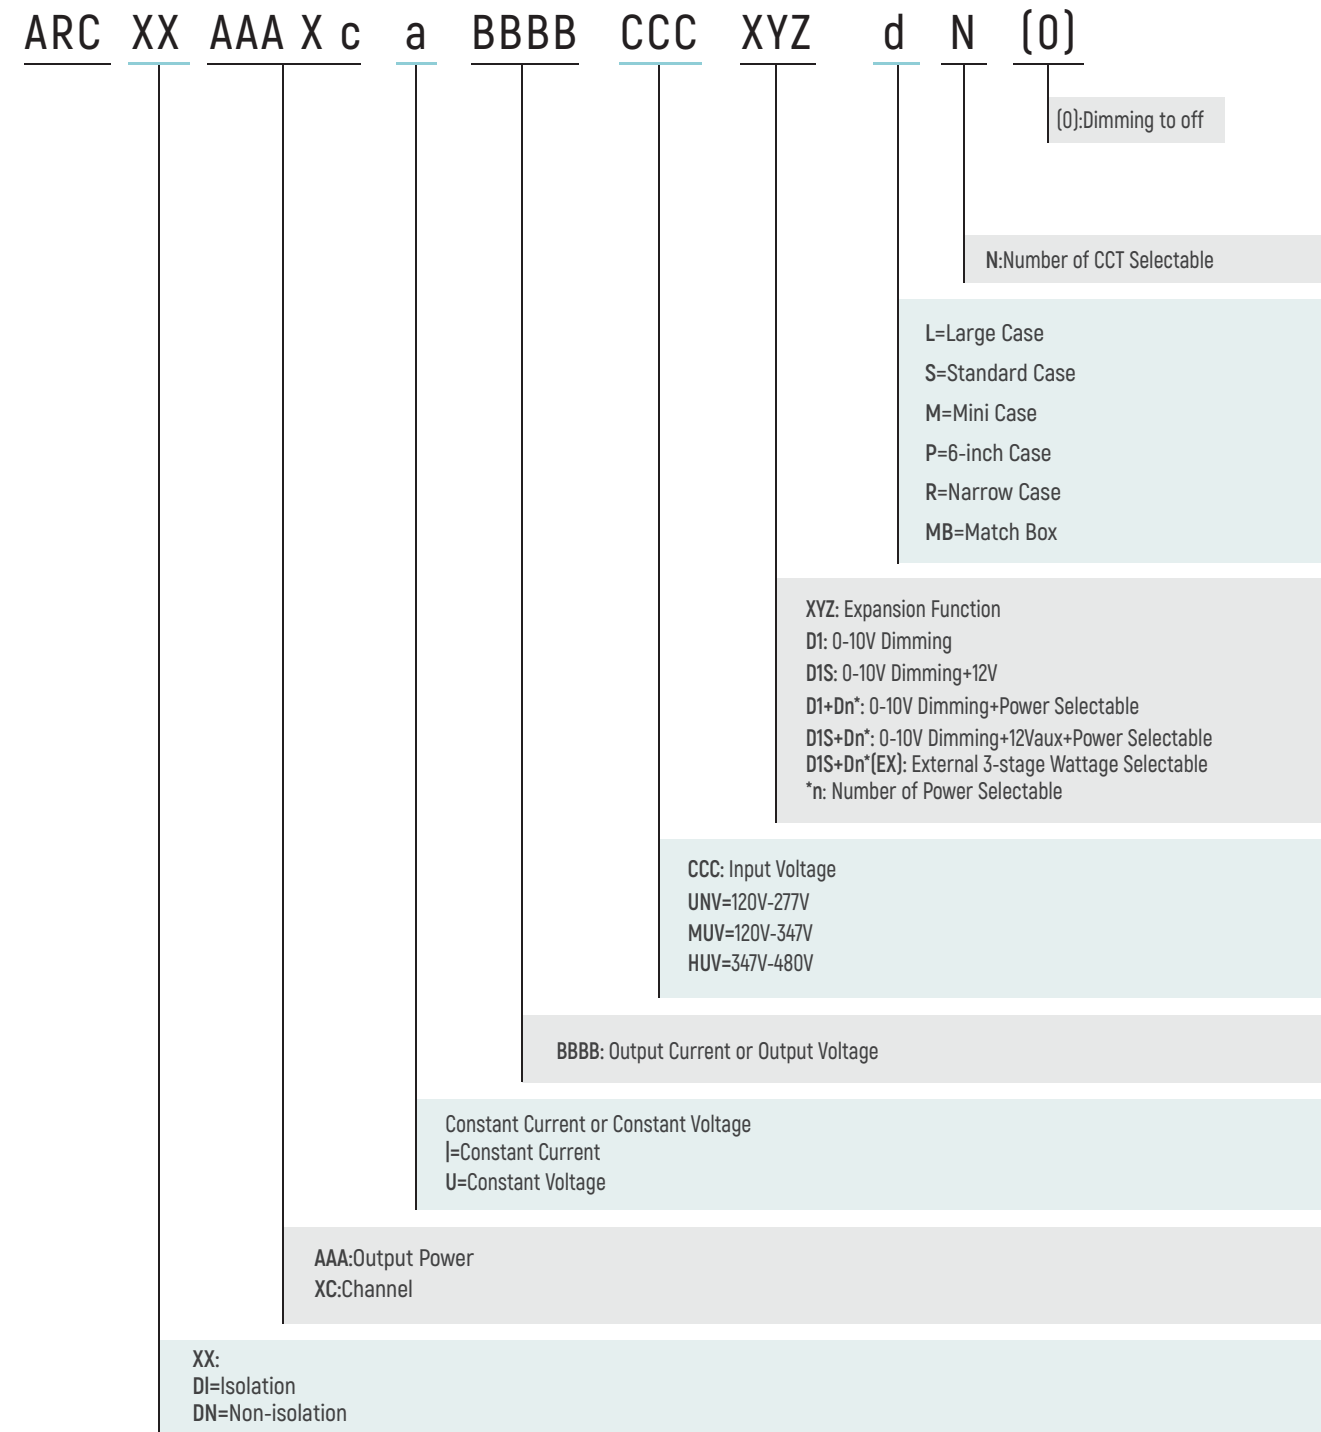 ARC XX AAA X c a BBBB CCC XYZ d N (0)
(0):Dimming to off
N:Number of CCT Selectable
L=Large Case
S=Standard Case
M=Mini Case
P=6-inch Case
R=Narrow Case
MB=Match Box
XYZ: Expansion Function
D1: 0-10V Dimming
D1S: 0-10V Dimming+12V
D1+Dn*: 0-10V Dimming+Power Selectable
D1S+Dn*: 0-10V Dimming+12Vaux+Power Selectable
D1S+Dn*(EX): External 3-stage Wattage Selectable
*n: Number of Power Selectable
CCC: Input Voltage
UNV=120V-277V
MUV=120V-347V
HUV=347V-480V
BBBB: Output Current or Output Voltage
Constant Current or Constant Voltage
|=Constant Current
U=Constant Voltage
AAA:Output Power
XC:Channel
XX:
DI=Isolation
DN=Non-isolation